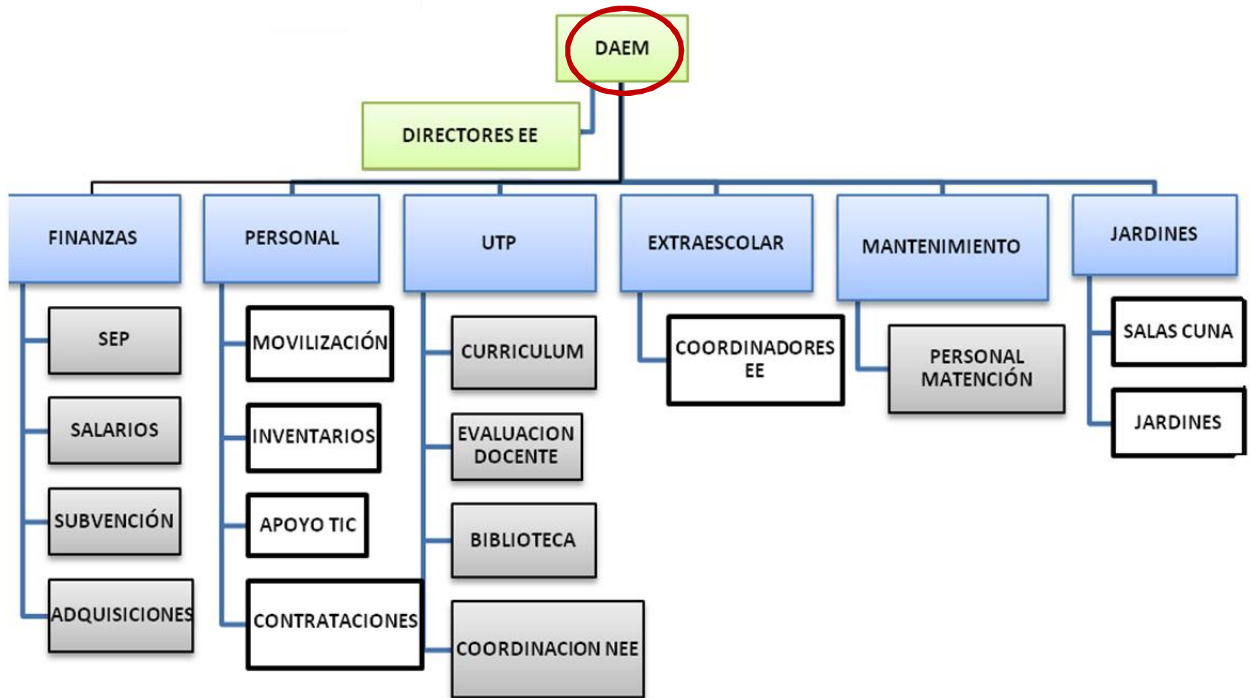 DAEM
DIRECTORES EE
FINANZAS
PERSONAL
UTP
EXTRAESCOLAR
MANTENIMIENTO
JARDINES
SEP
SALARIOS
SUBVENCIÓN
ADQUISICIONES
MOVILIZACIÓN
INVENTARIOS
APOYO TIC
CONTRATACIONES
CURRICULUM
EVALUACION
DOCENTE
BIBLIOTECA
COORDINACION NEE
COORDINADORES
EE
PERSONAL
MATENCIÓN
SALAS CUNA
JARDINES